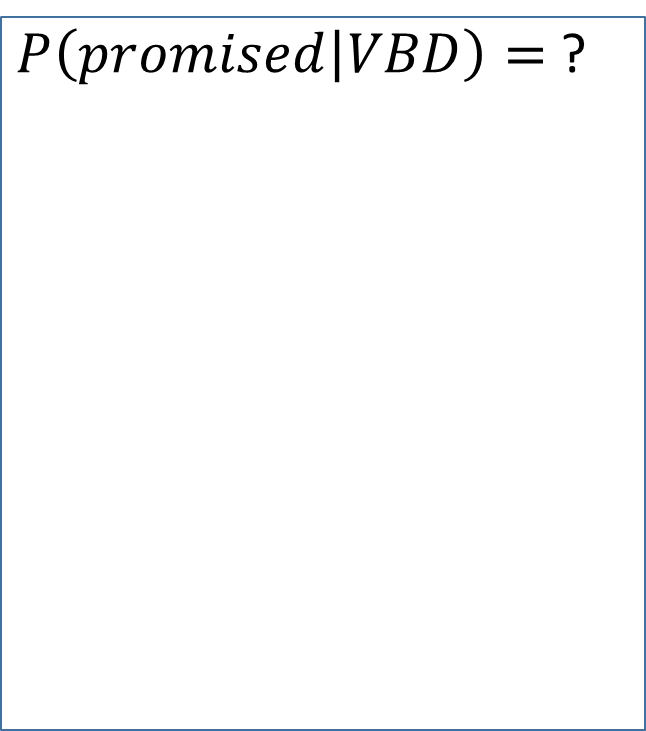 P(promised|VBD) = ?